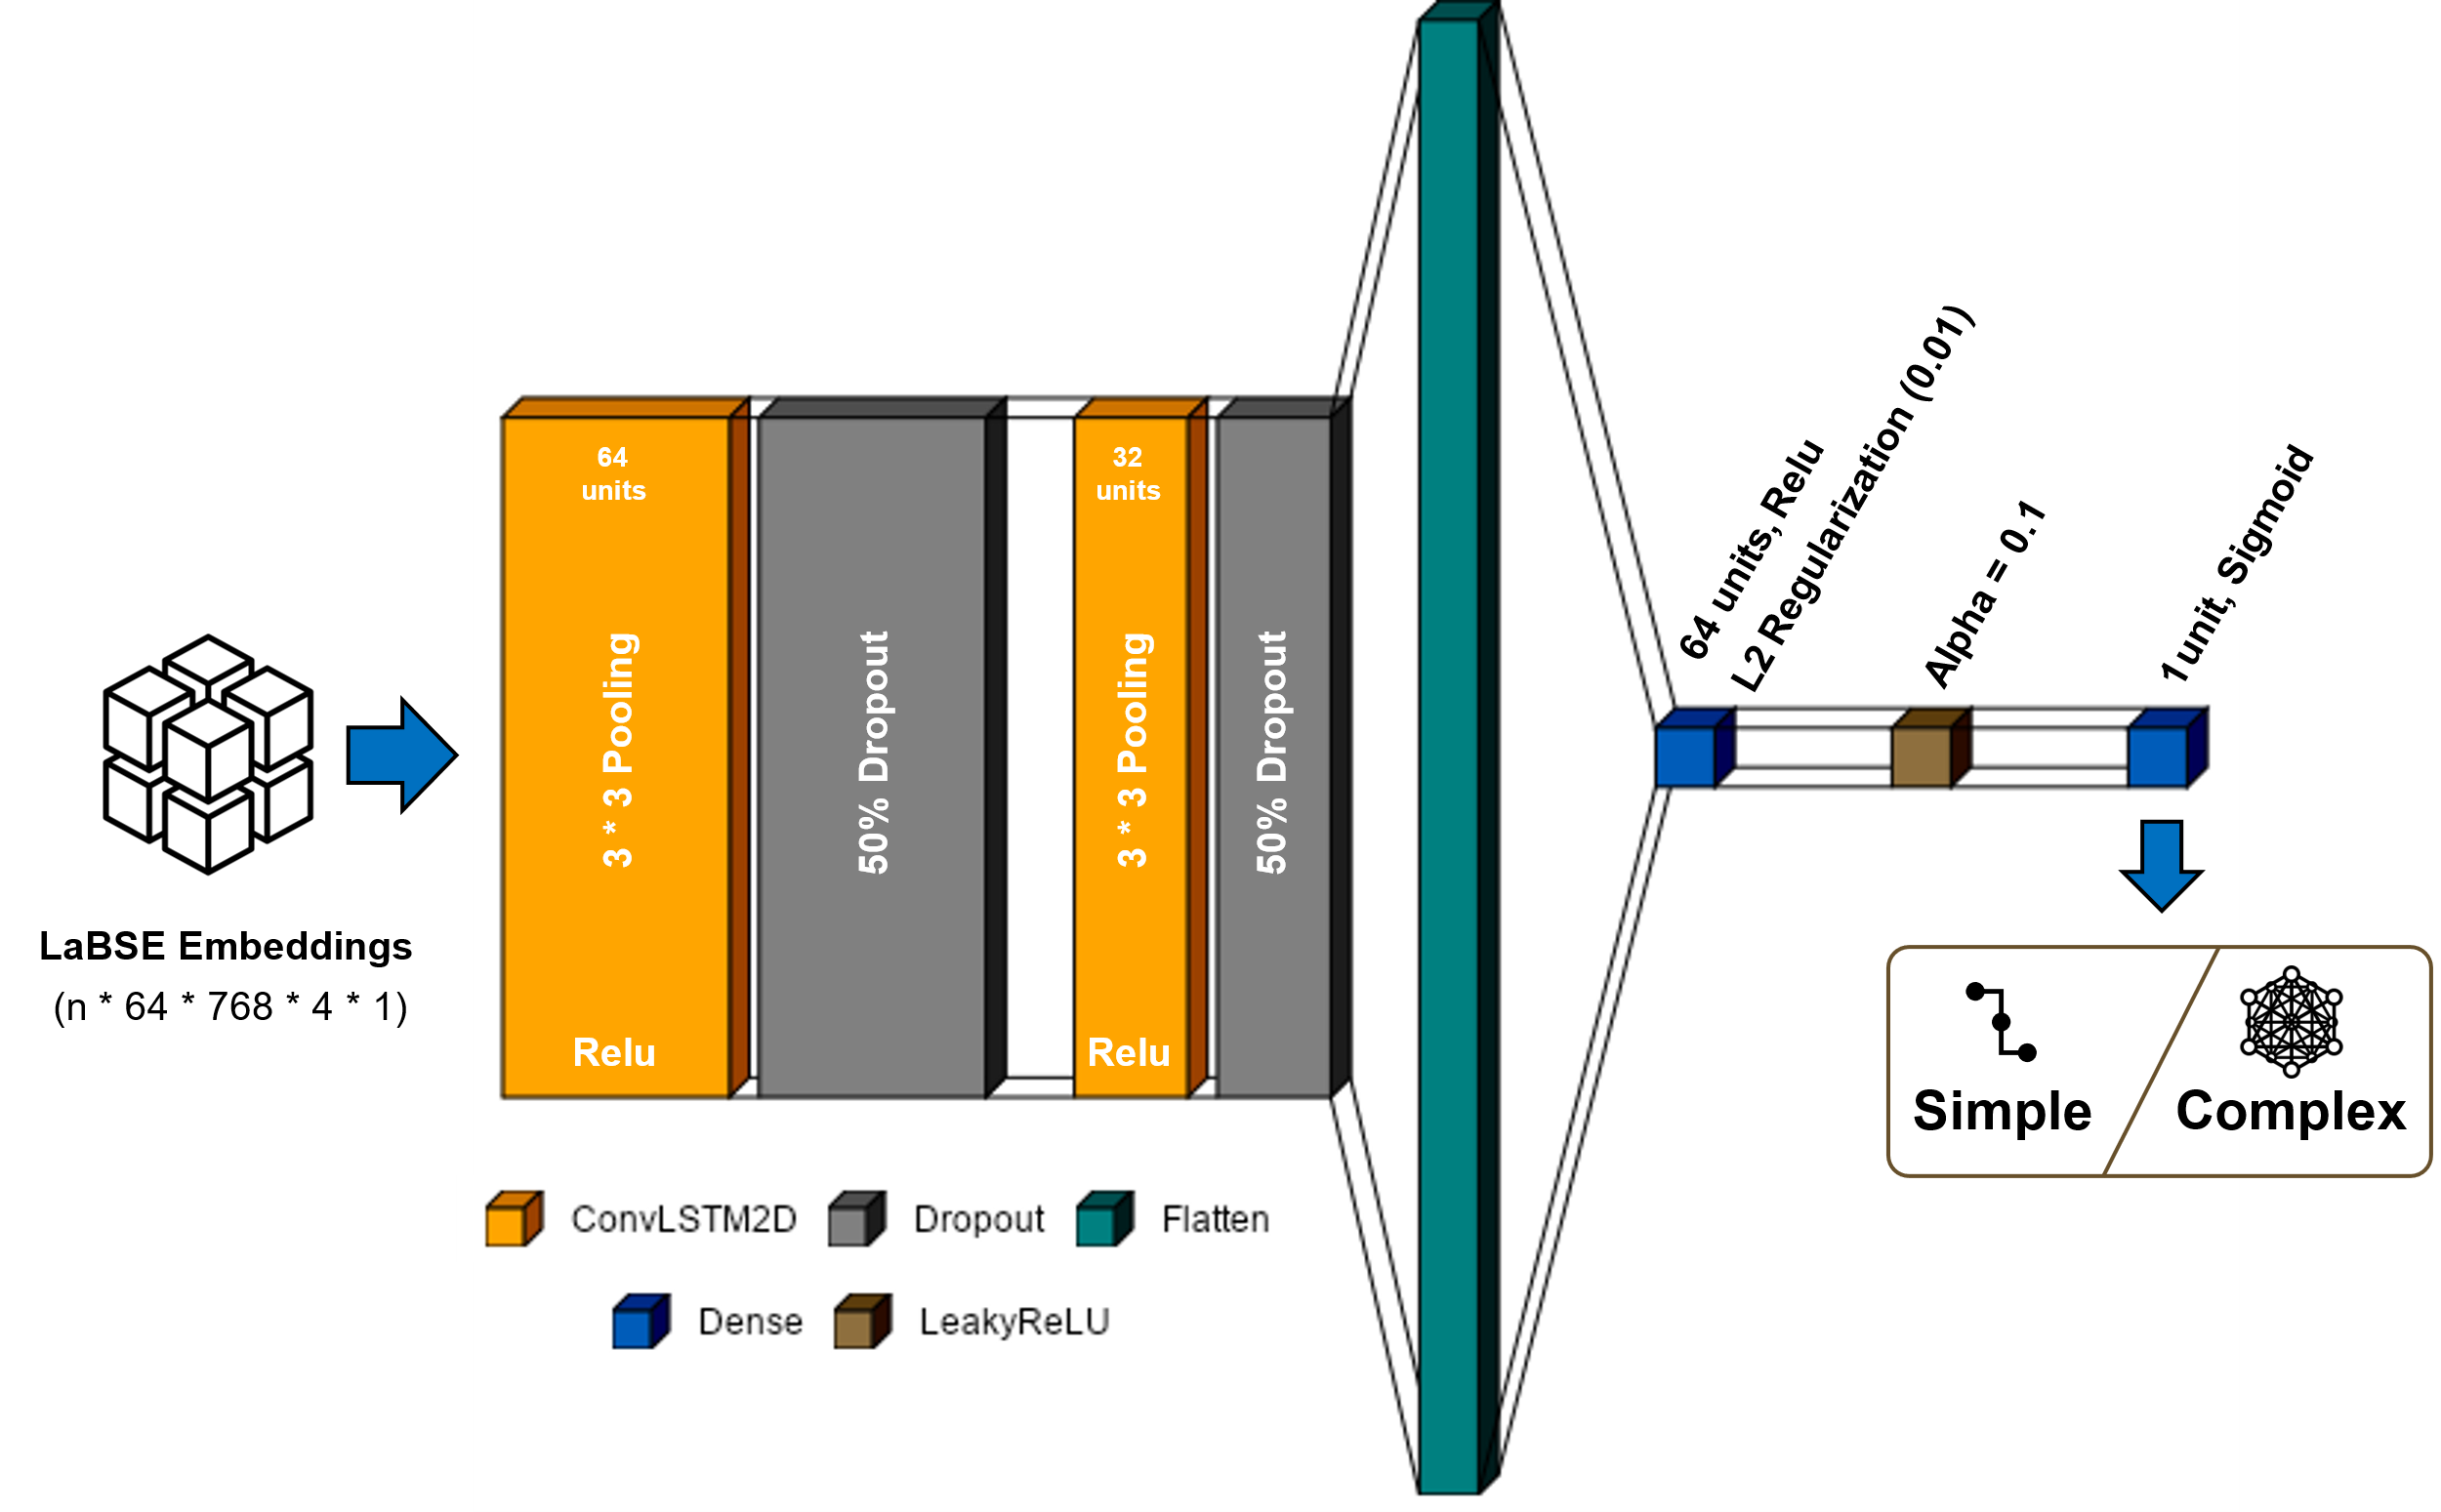 LaBSE Embeddings
(n * 64 * 768 * 4 * 1)
64
units
3 * 3 Pooling
Relu
50% Dropout
32
units
3 * 3 Pooling
Relu
50% Dropout
64 units, Relu
L2 Regularization (0.01)
Alpha = 0.1
1 unit, Sigmoid
Simple
Complex
ConvLSTM2D
Dropout
Flatten
Dense
LeakyReLU